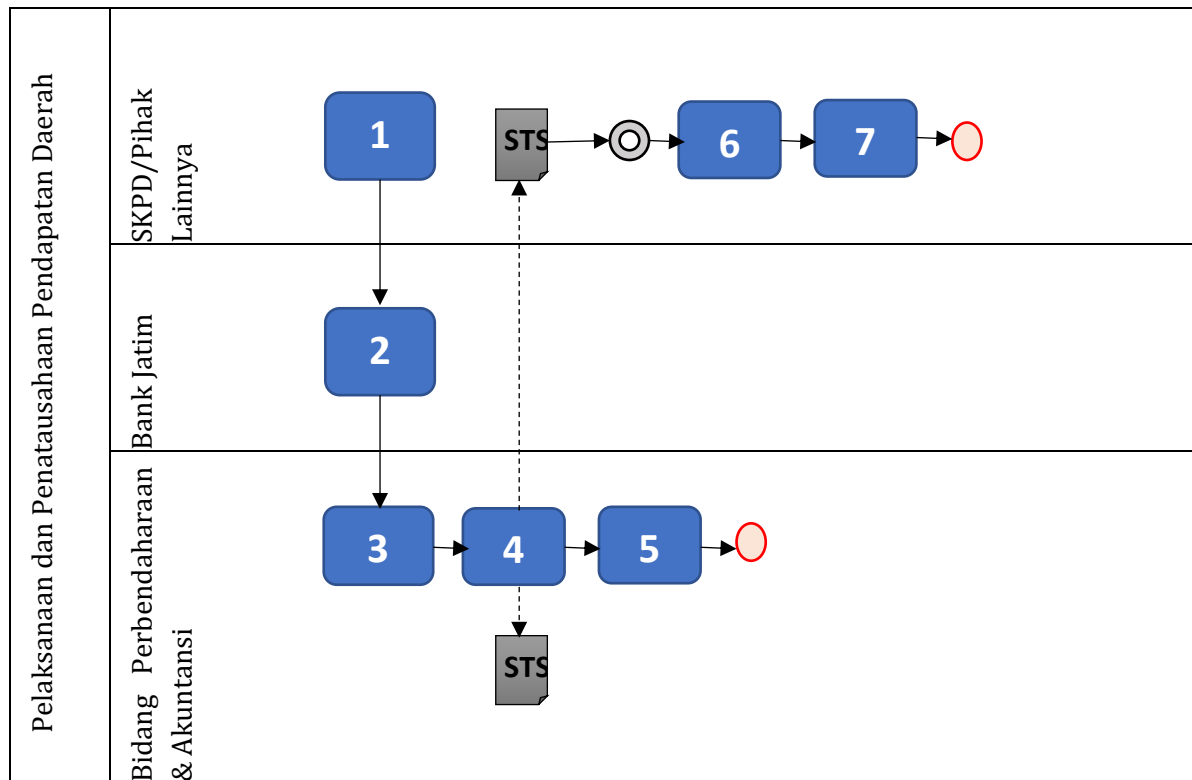 Pelaksanaan dan Penatausahaan Pendapatan Daerah
SKPD/Pihak
Lainnya
1
STS
6
7
Bank Jatim
2
Bidang Perbendaharaan
& Akuntansi
3
4
5
STS